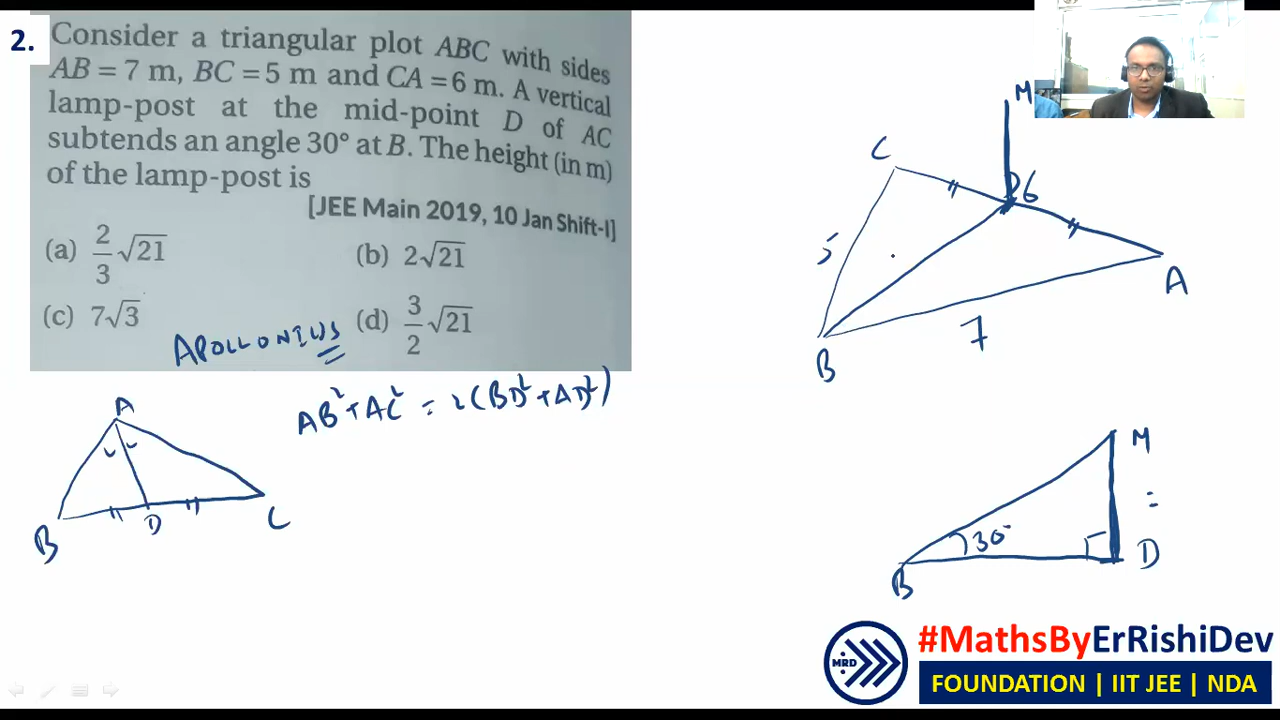 2.
Consider a triangular plot ABC with sides
AB = 7 m, BC = 5 m and CA = 6 m. A vertical
lamp-post at the mid-point D of AC
subtends an angle 30° at B. The height (in m)
of the lamp-post is
[JEE Main 2019, 10 Jan Shift-I]
(a) 2/3 √21 (b) 2√21
(c) 7√3 (d) 3/2 √21
APOLLONIUS
AB² + AC² = 2(BD² + AD²)
A
B
D
C
M
C
D 6
5
A
7
B
M
=
30°
B
D
MRD
#MathsByErRishiDev
FOUNDATION | IIT JEE | NDA